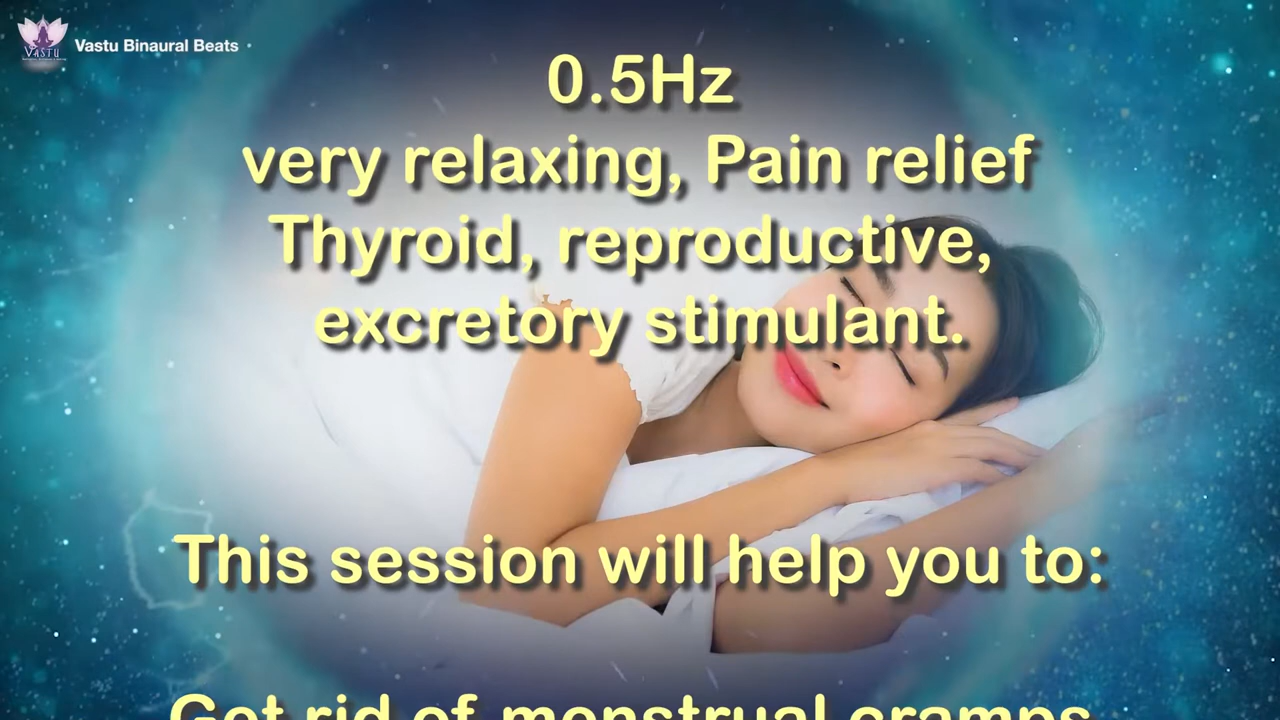 VASTU
Vastu Binaural Beats
0.5Hz
very relaxing, Pain relief
Thyroid, reproductive,
excretory stimulant.
This session will help you to:
Get rid of menstrual cramps